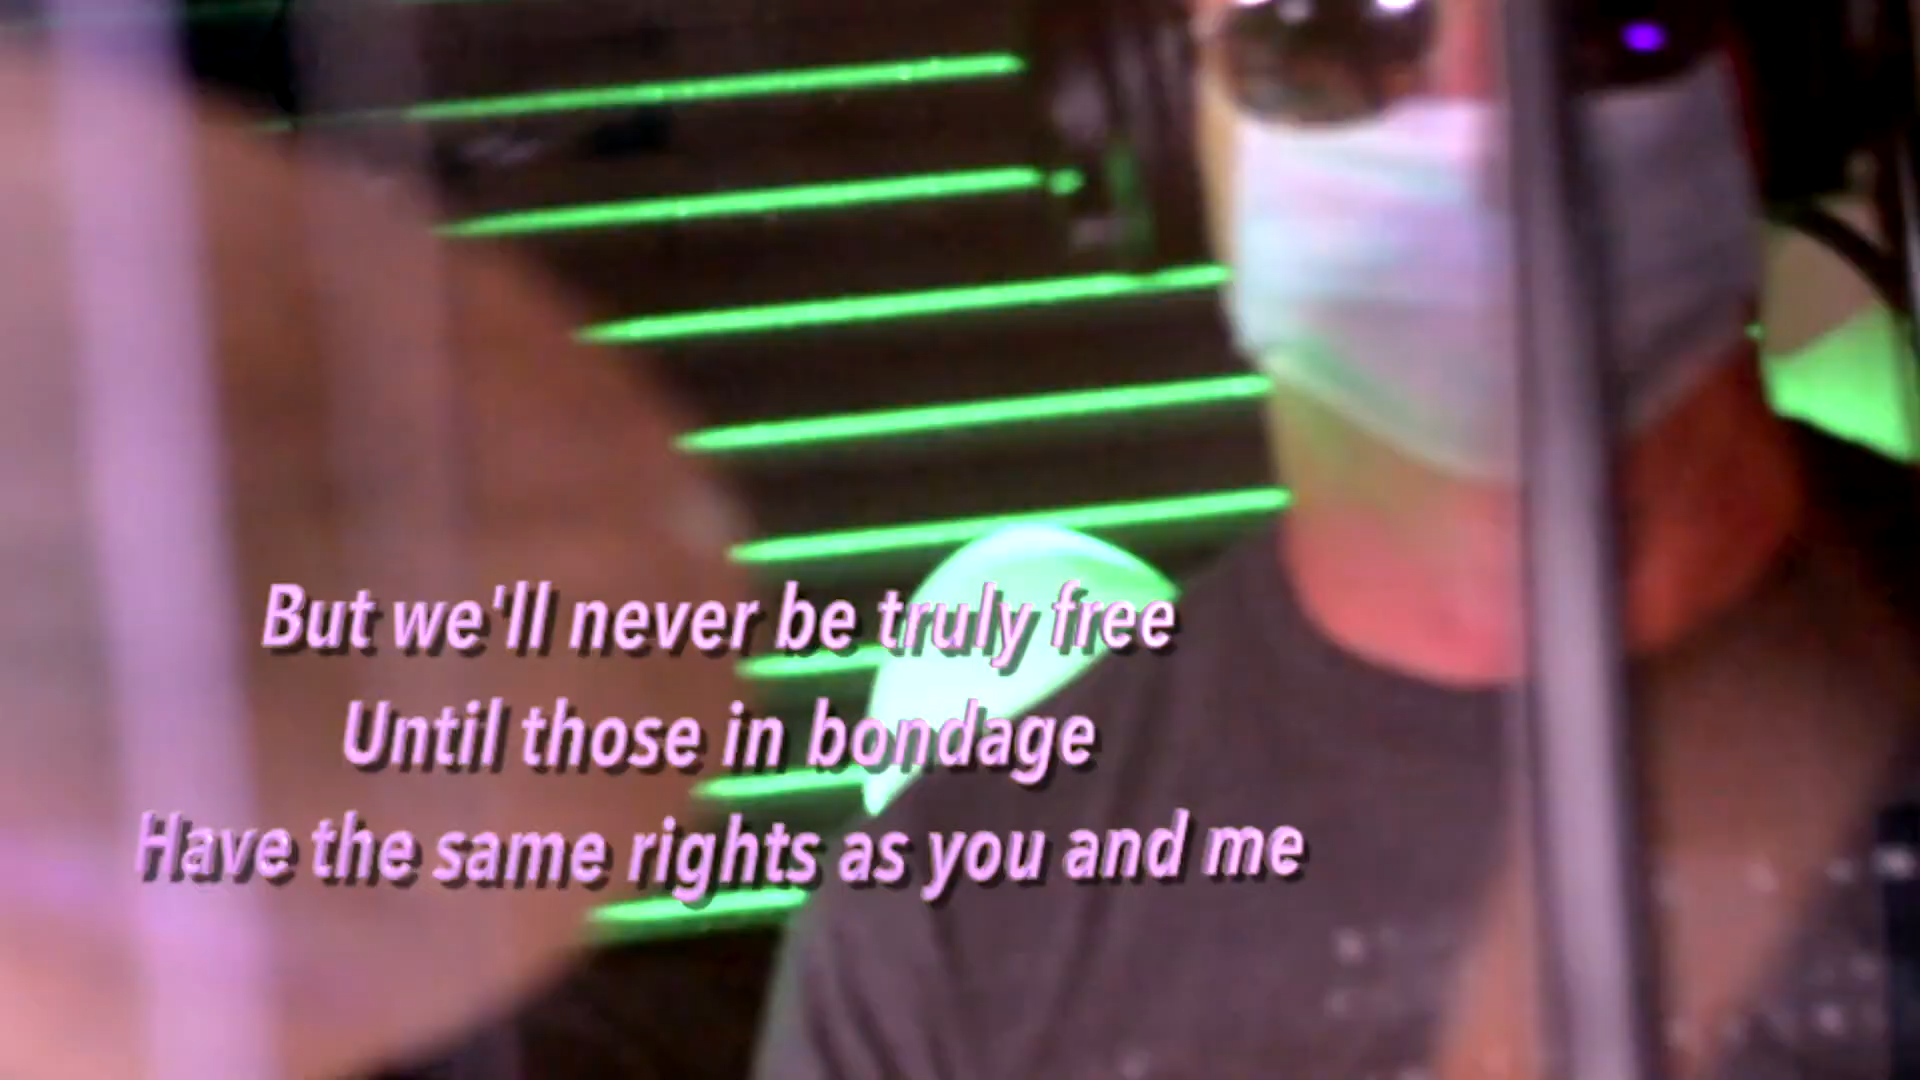 But we'll never be truly free
Until those in bondage
Have the same rights as you and me